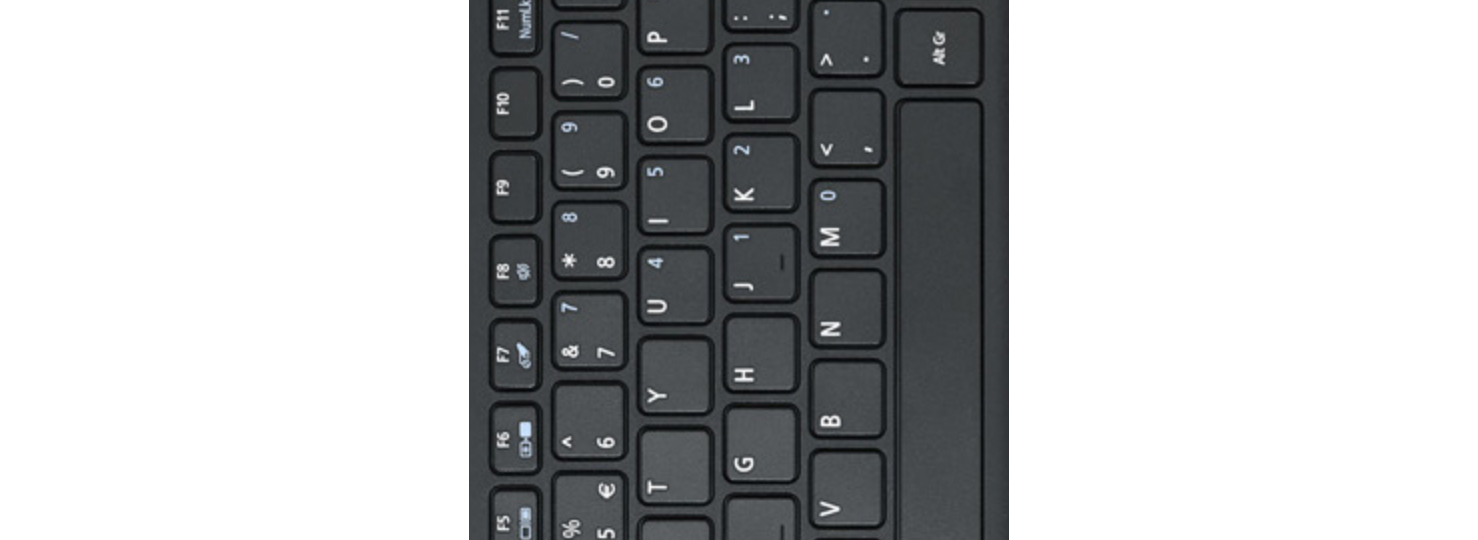 F5 F6 F7 F8 F9 F10 F11
NumLk
% ^ & 7 * 8 ( 9 ) /
5 € 6 7 8 9 0
T Y U 4 I 5 O 6 P
G H J 1 K 2 L 3 :
;
V B N M 0 < >
, .
Alt Gr